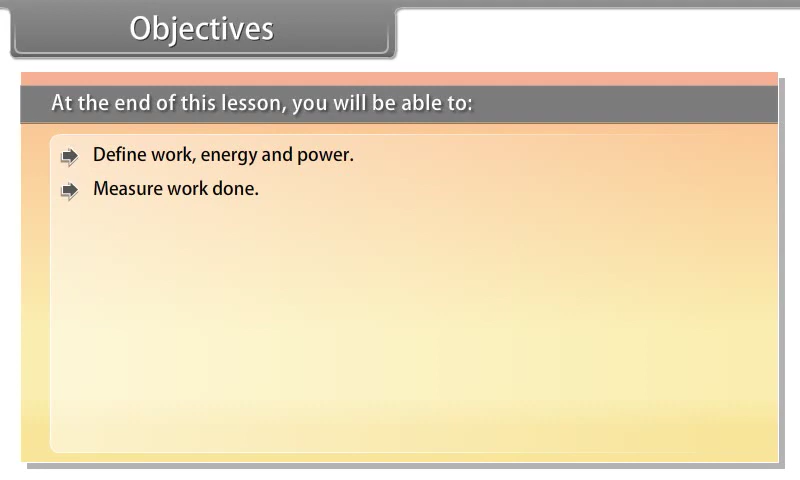 Objectives
At the end of this lesson, you will be able to:
Define work, energy and power.
Measure work done.